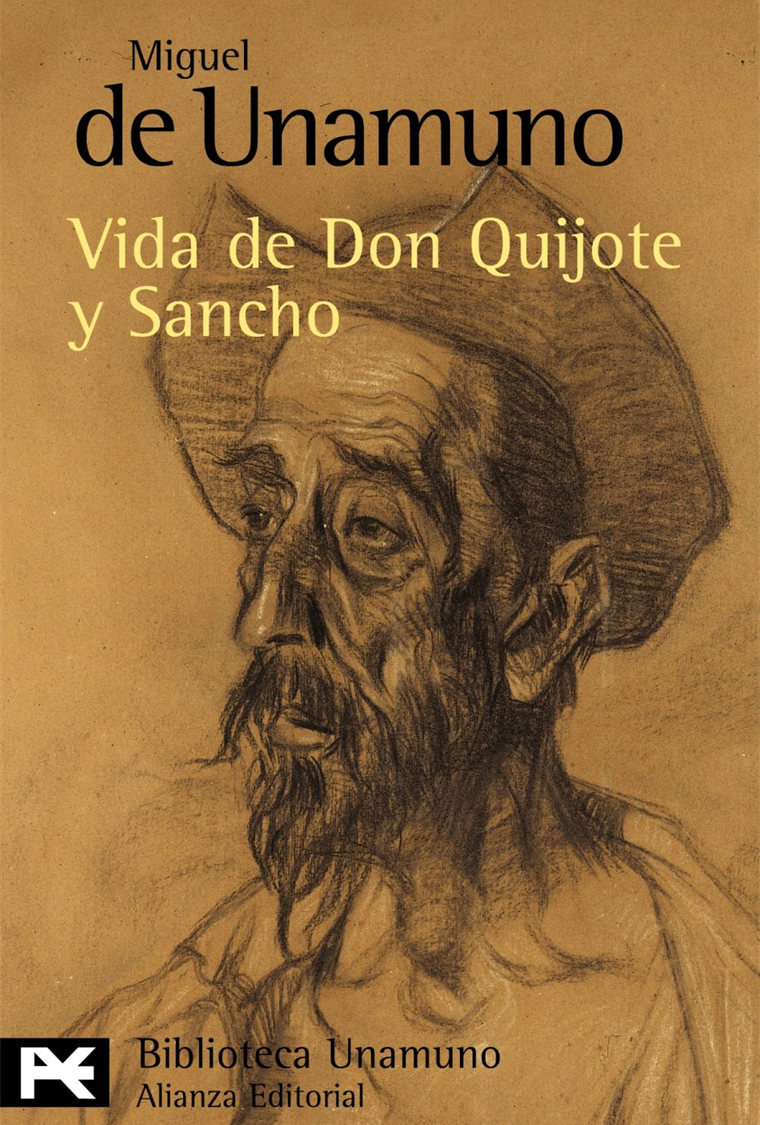 Miguel
de Unamuno
Vida de Don Quijote
y Sancho
Biblioteca Unamuno
Alianza Editorial